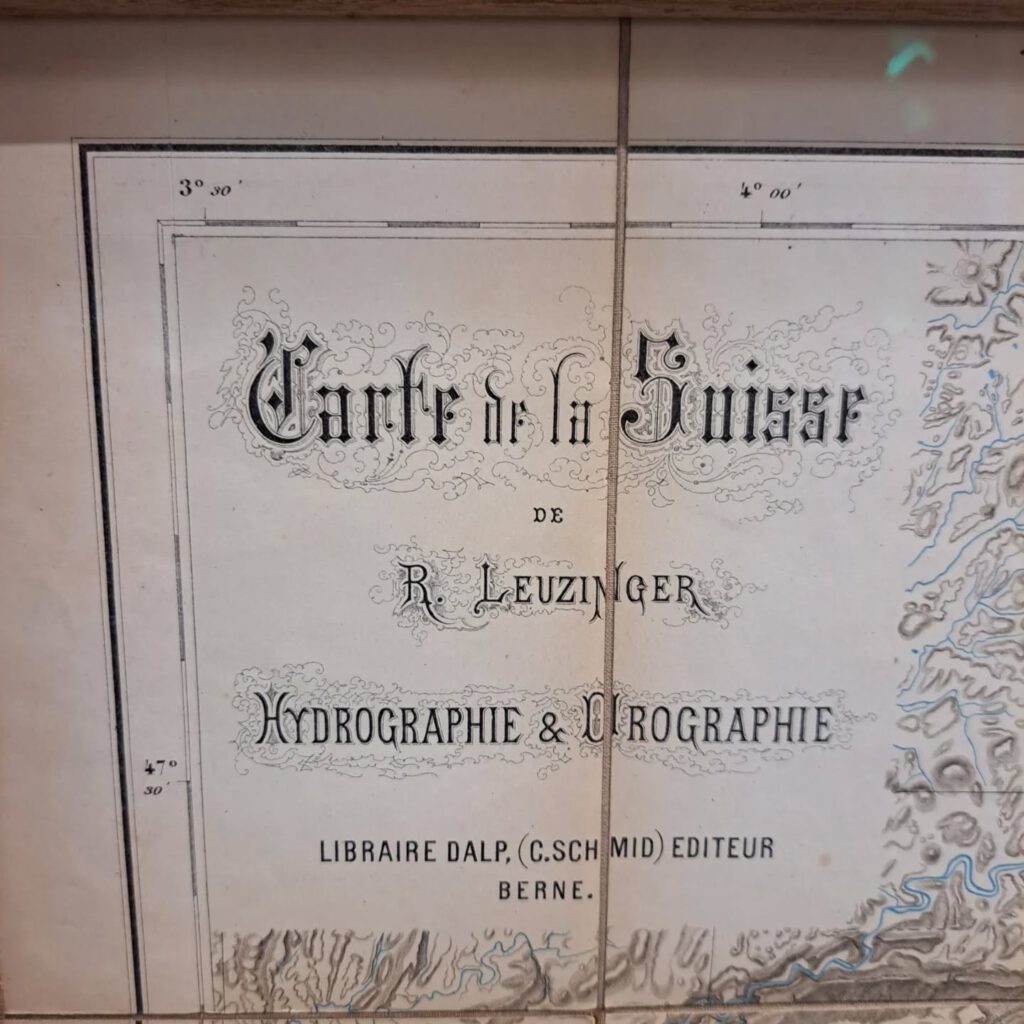 3° 30' 4° 00'
Carte de la Suisse
DE
R. LEUZINGER
HYDROGRAPHIE & OROGRAPHIE
47°
30'
LIBRAIRE DALP, (C.SCHMID) EDITEUR
BERNE.